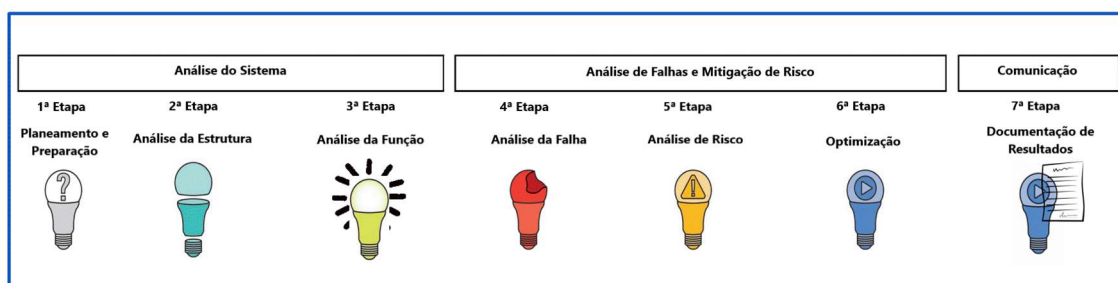 Análise do Sistema
Análise de Falhas e Mitigação de Risco
Comunicação
1ª Etapa
2ª Etapa
3ª Etapa
4ª Etapa
5ª Etapa
6ª Etapa
7ª Etapa
Planeamento e
Preparação
Análise da Estrutura
Análise da Função
Análise da Falha
Análise de Risco
Optimização
Documentação de
Resultados
?
!